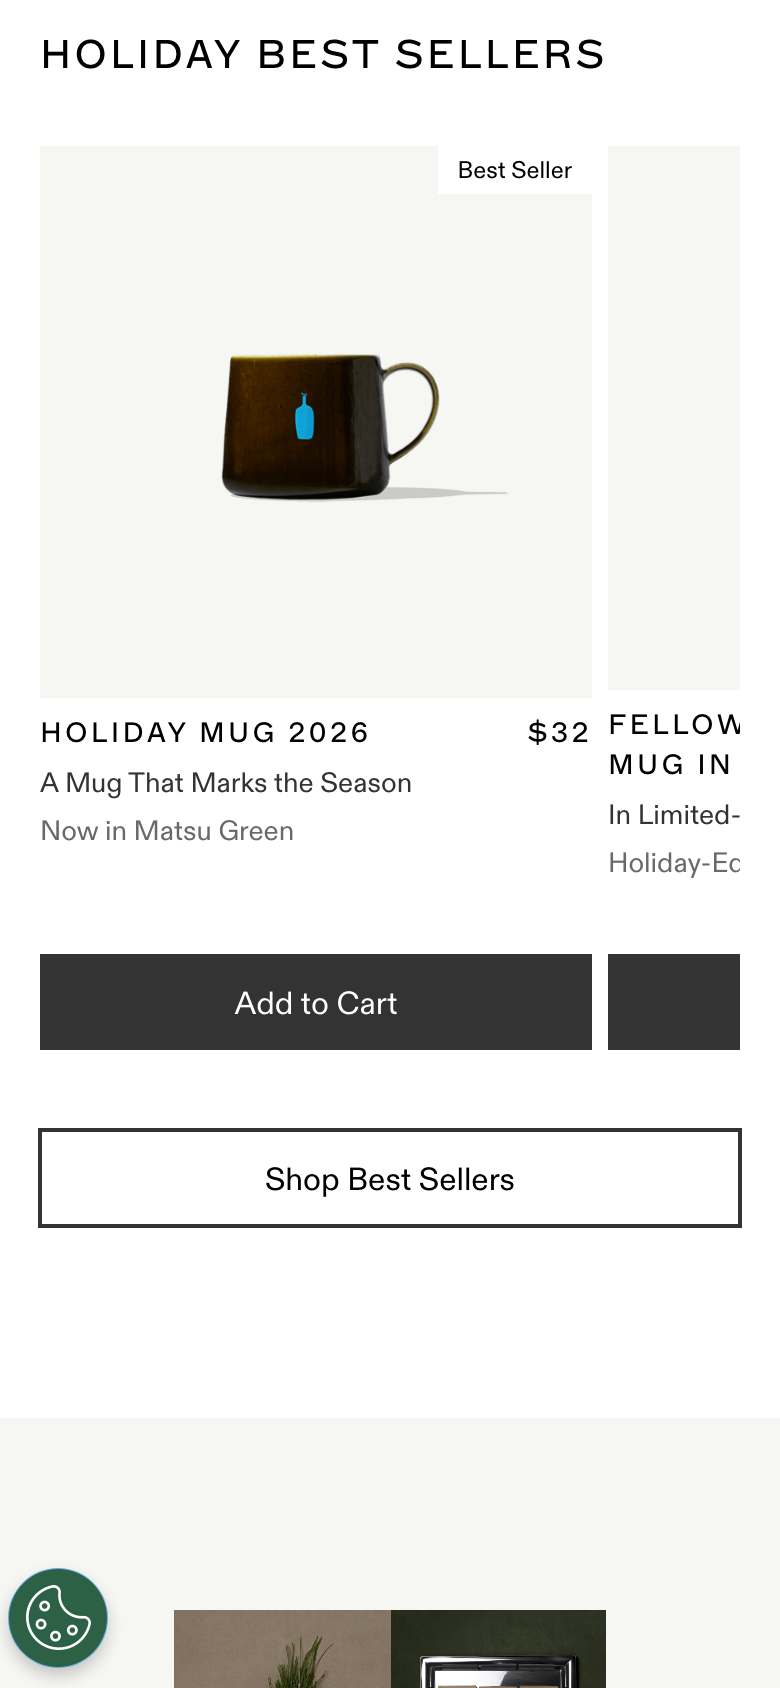 HOLIDAY BEST SELLERS
Best Seller
HOLIDAY MUG 2026
$32
A Mug That Marks the Season
Now in Matsu Green
Add to Cart
FELLOW
MUG IN
In Limited-
Holiday-Ed
Shop Best Sellers